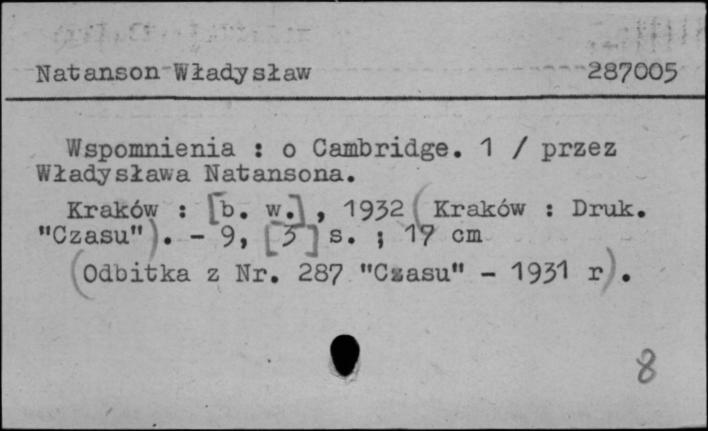 Natanson Władysław 287005
Wspomnienia : o Cambridge. 1 / przez
Władysława Natansona.
Kraków : [b. w.], 1932 (Kraków : Druk.
"Czasu"). - 9, [3] s. ; 17 cm
(Odbitka z Nr. 287 "Czasu" - 1931 r).
8